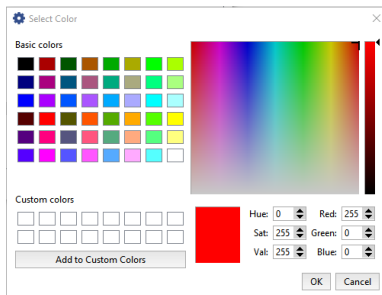 Select Color
Basic colors
Custom colors
Hue: 0 Red: 255
Sat: 255 Green: 0
Val: 255 Blue: 0
Add to Custom Colors
OK Cancel